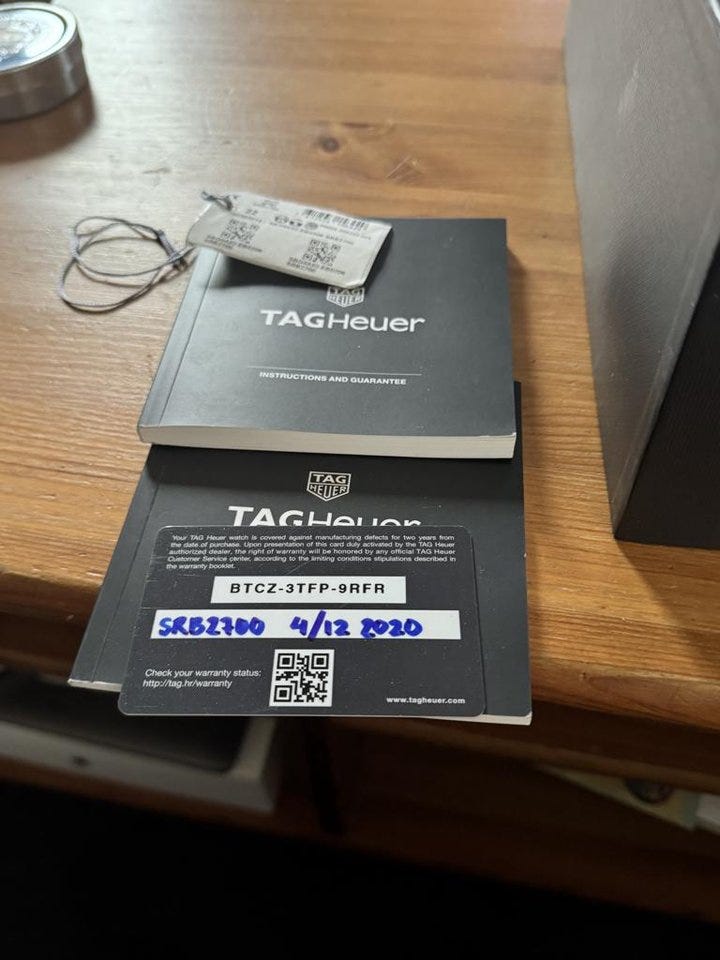 TAG
HEUER
TAGHeuer
INSTRUCTIONS AND GUARANTEE
TAG
HEUER
TAGHeuer
Your TAG Heuer watch is covered against manufacturing defects for two years from
the date of purchase. Upon presentation of this card duly activated by the TAG Heuer
authorized dealer, the right of warranty will be honored by any official TAG Heuer
Customer Service center, according to the limiting conditions stipulations described in
the warranty booklet.
BTCZ-3TFP-9RFR
SRB2700 4/12 2020
Check your warranty status:
http://tag.hr/warranty
www.tagheuer.com